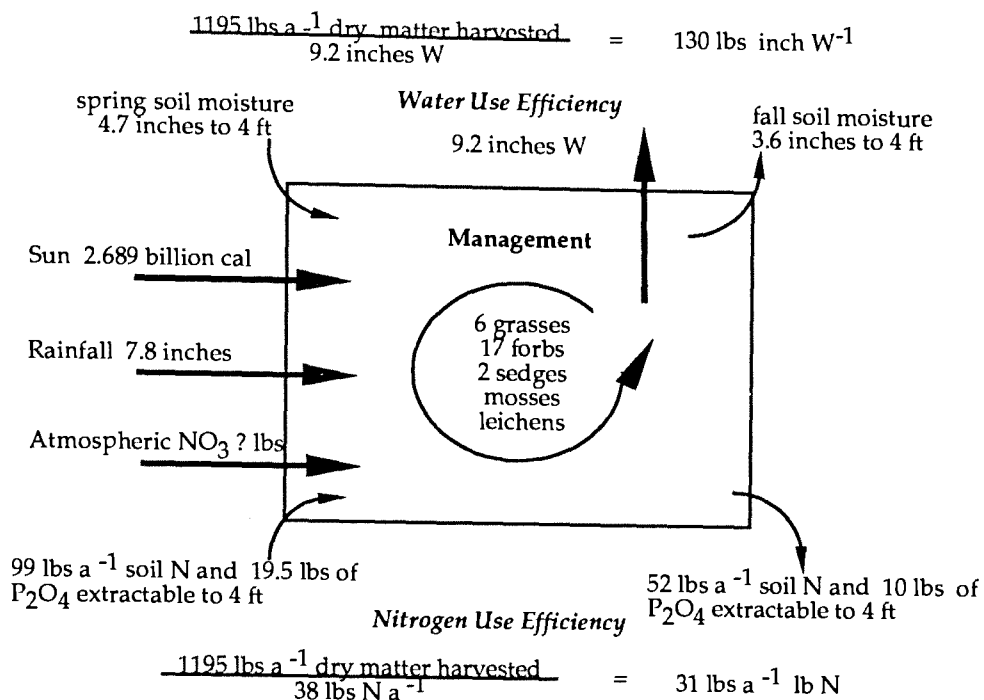 1195 lbs a -1 dry matter harvested
9.2 inches W
= 130 lbs inch W-1
spring soil moisture
4.7 inches to 4 ft
Water Use Efficiency
9.2 inches W
fall soil moisture
3.6 inches to 4 ft
Management
Sun 2.689 billion cal
6 grasses
17 forbs
2 sedges
mosses
leichens
Rainfall 7.8 inches
Atmospheric NO3 ? lbs
99 lbs a -1 soil N and 19.5 lbs of
P2O4 extractable to 4 ft
52 lbs a -1 soil N and 10 lbs of
P2O4 extractable to 4 ft
Nitrogen Use Efficiency
1195 lbs a -1 dry matter harvested
38 lbs N a -1
= 31 lbs a -1 lb N